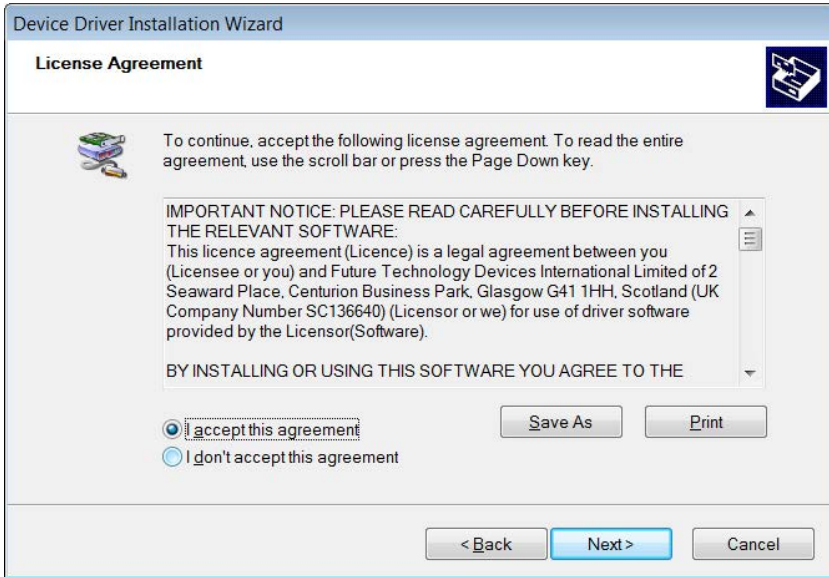 Device Driver Installation Wizard
License Agreement
To continue, accept the following license agreement. To read the entire
agreement, use the scroll bar or press the Page Down key.
IMPORTANT NOTICE: PLEASE READ CAREFULLY BEFORE INSTALLING
THE RELEVANT SOFTWARE:
This licence agreement (Licence) is a legal agreement between you
(Licensee or you) and Future Technology Devices International Limited of 2
Seaward Place, Centurion Business Park, Glasgow G41 1HH, Scotland (UK
Company Number SC136640) (Licensor or we) for use of driver software
provided by the Licensor(Software).
BY INSTALLING OR USING THIS SOFTWARE YOU AGREE TO THE
I accept this agreement
Save As
Print
I don't accept this agreement
< Back
Next >
Cancel